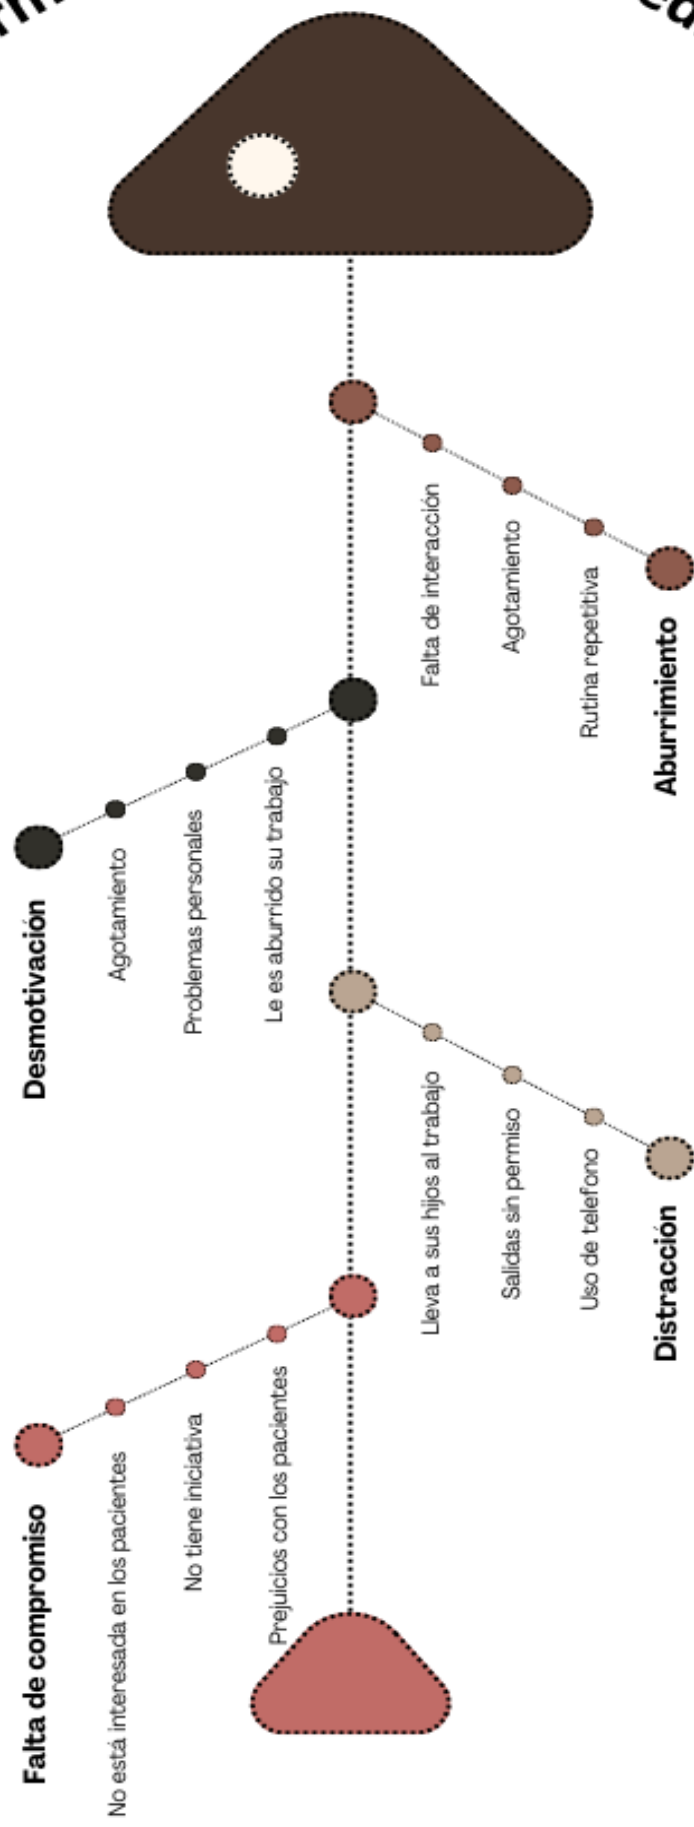 Falta de compromiso
No está interesada en los pacientes
No tiene iniciativa
Prejuicios con los pacientes
Desmotivación
Agotamiento
Problemas personales
Le es aburrido su trabajo
Lleva a sus hijos al trabajo
Salidas sin permiso
Uso de telefono
Distracción
Falta de interacción
Agotamiento
Rutina repetitiva
Aburrimiento